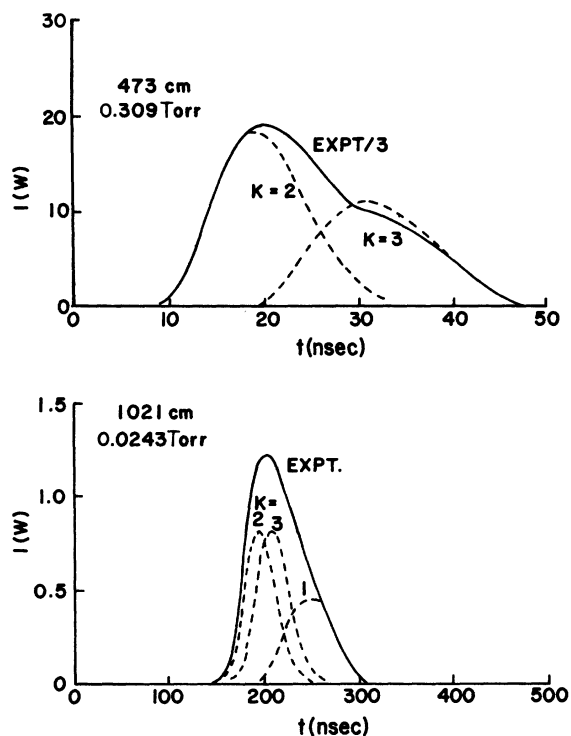 30
473 cm
0.309 Torr
20
EXPT/3
I (W)
K = 2
10
K = 3
0
0 10 20 30 40 50
t(nsec)
1.5
1021 cm
0.0243 Torr
EXPT.
1.0
K =
2 3
I (W)
0.5
1
0
0 100 200 300 400 500
t(nsec)